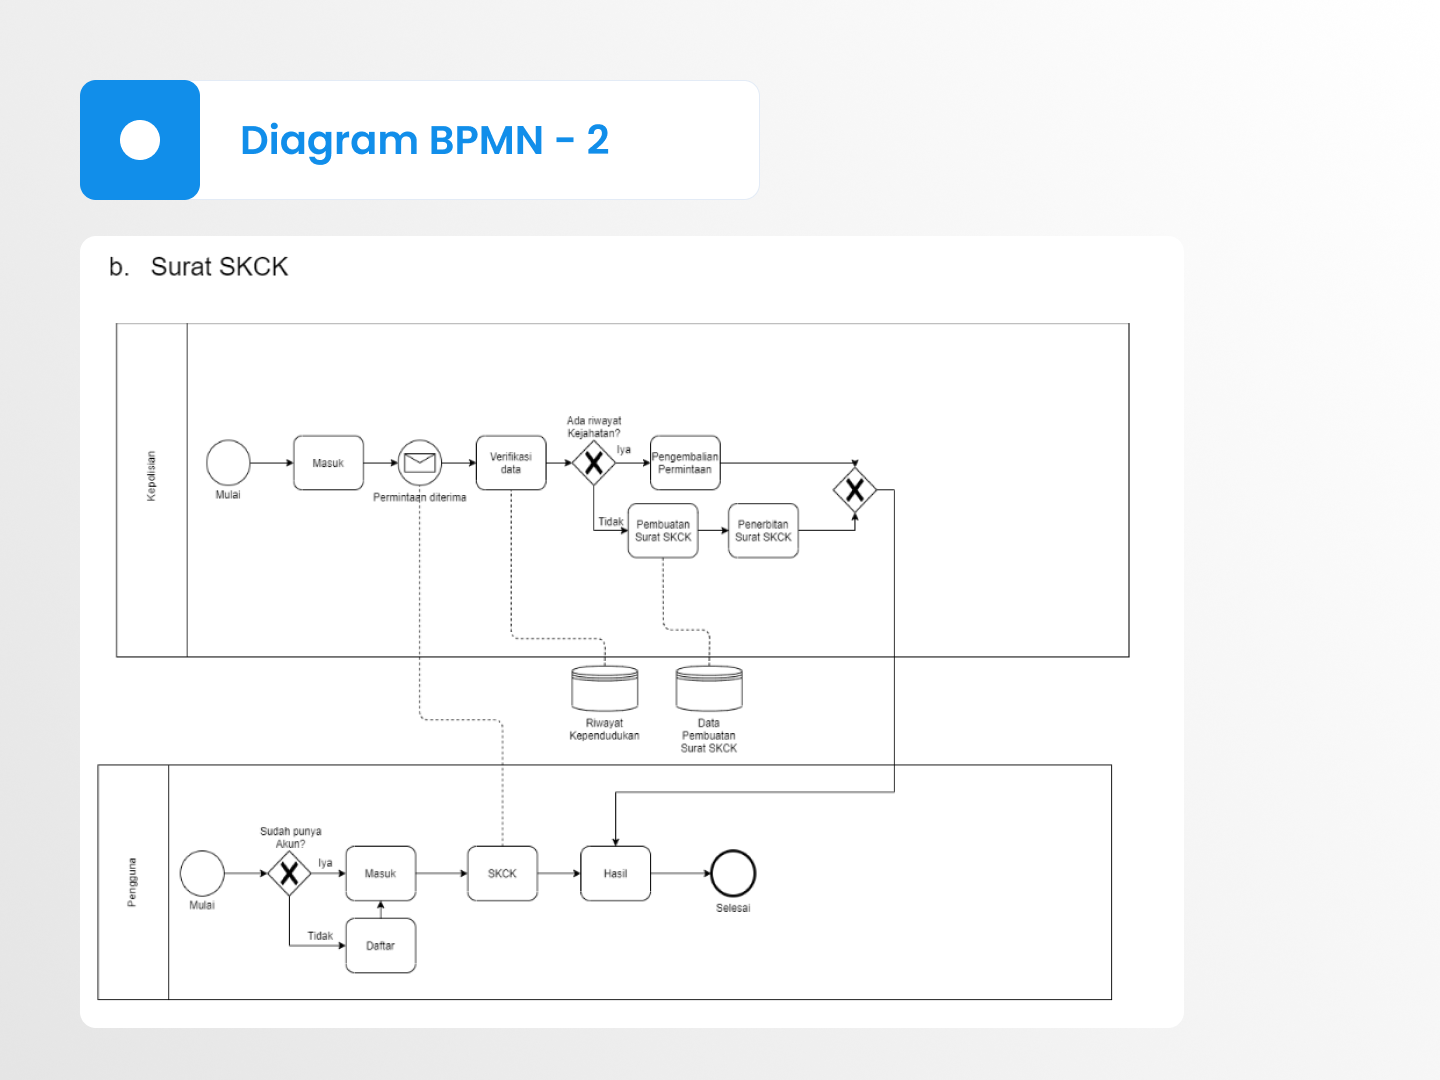 Diagram BPMN - 2
b. Surat SKCK
Kepolisian
Mulai
Masuk
Permintaan diterima
Verifikasi
data
Ada riwayat
Kejahatan?
Iya
Pengembalian
Permintaan
Tidak
Pembuatan
Surat SKCK
Penerbitan
Surat SKCK
Riwayat
Kependudukan
Data
Pembuatan
Surat SKCK
Pengguna
Mulai
Sudah punya
Akun?
Iya
Masuk
Tidak
Daftar
SKCK
Hasil
Selesai